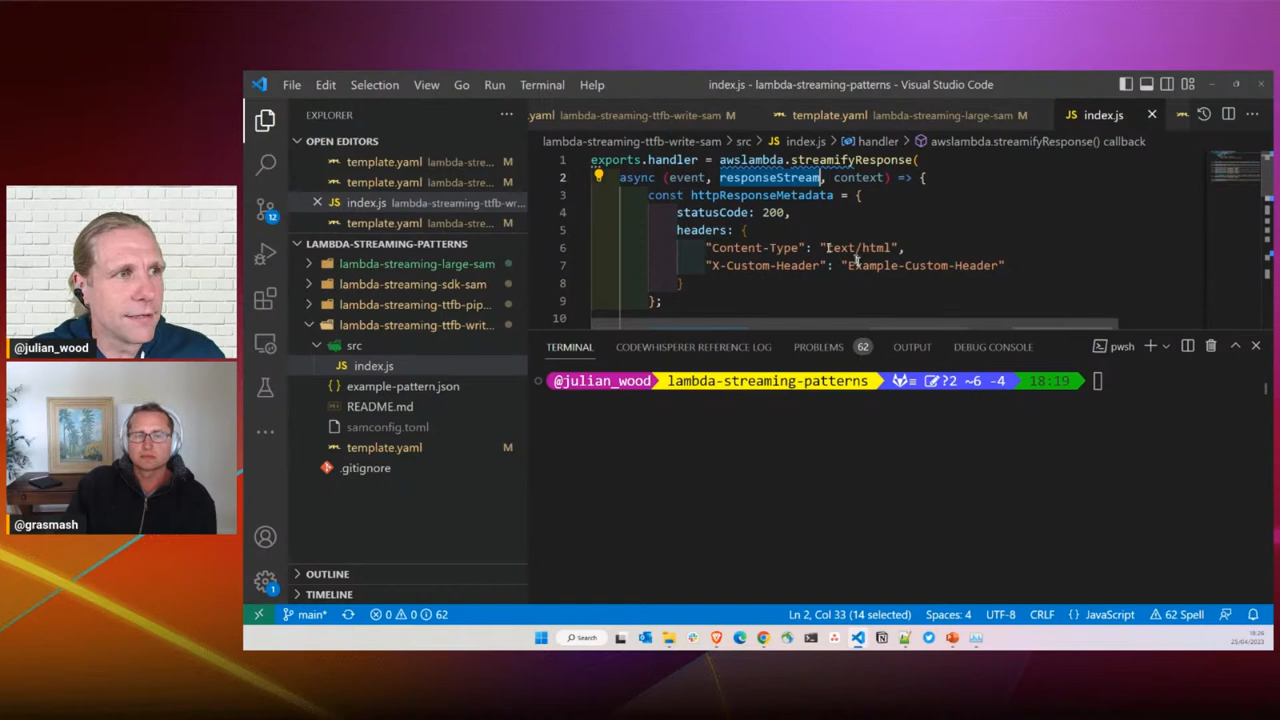 File Edit Selection View Go Run Terminal Help
index.js - lambda-streaming-patterns - Visual Studio Code
EXPLORER
OPEN EDITORS
template.yaml lambda-stre... M
template.yaml lambda-stre... M
index.js lambda-streaming-ttfb-wr...
template.yaml lambda-stre... M
LAMBDA-STREAMING-PATTERNS
lambda-streaming-large-sam
lambda-streaming-sdk-sam
lambda-streaming-ttfb-pip...
lambda-streaming-ttfb-writ...
src
JS index.js
{} example-pattern.json
README.md
samconfig.toml
template.yaml M
.gitignore
OUTLINE
TIMELINE
12
1
.yaml lambda-streaming-ttfb-write-sam M
template.yaml lambda-streaming-large-sam M
JS index.js
lambda-streaming-ttfb-write-sam > src > JS index.js > handler > awslambda.streamifyResponse() callback
1 exports.handler = awslambda.streamifyResponse(
2 async (event, responseStream, context) => {
3 const httpResponseMetadata = {
4 statusCode: 200,
5 headers: {
6 "Content-Type": "text/html",
7 "X-Custom-Header": "Example-Custom-Header"
8 }
9 };
10
TERMINAL CODEWHISPERER REFERENCE LOG PROBLEMS 62 OUTPUT DEBUG CONSOLE
pwsh
@julian_wood lambda-streaming-patterns ≡ ?2 ~6 -4 18:19
@julian_wood
@grasmash
main* 0 0 62
Ln 2, Col 33 (14 selected) Spaces: 4 UTF-8 CRLF {} JavaScript 62 Spell
Search
18:26
25/04/2023